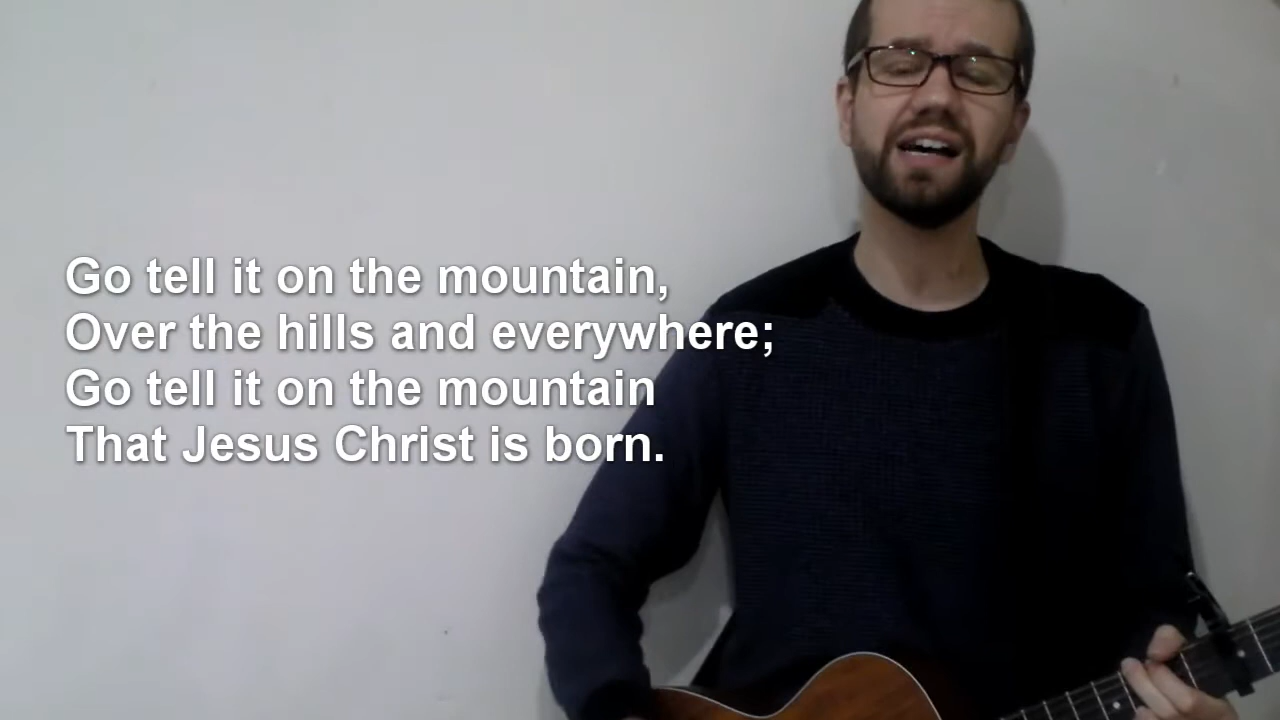 Go tell it on the mountain,
Over the hills and everywhere;
Go tell it on the mountain
That Jesus Christ is born.